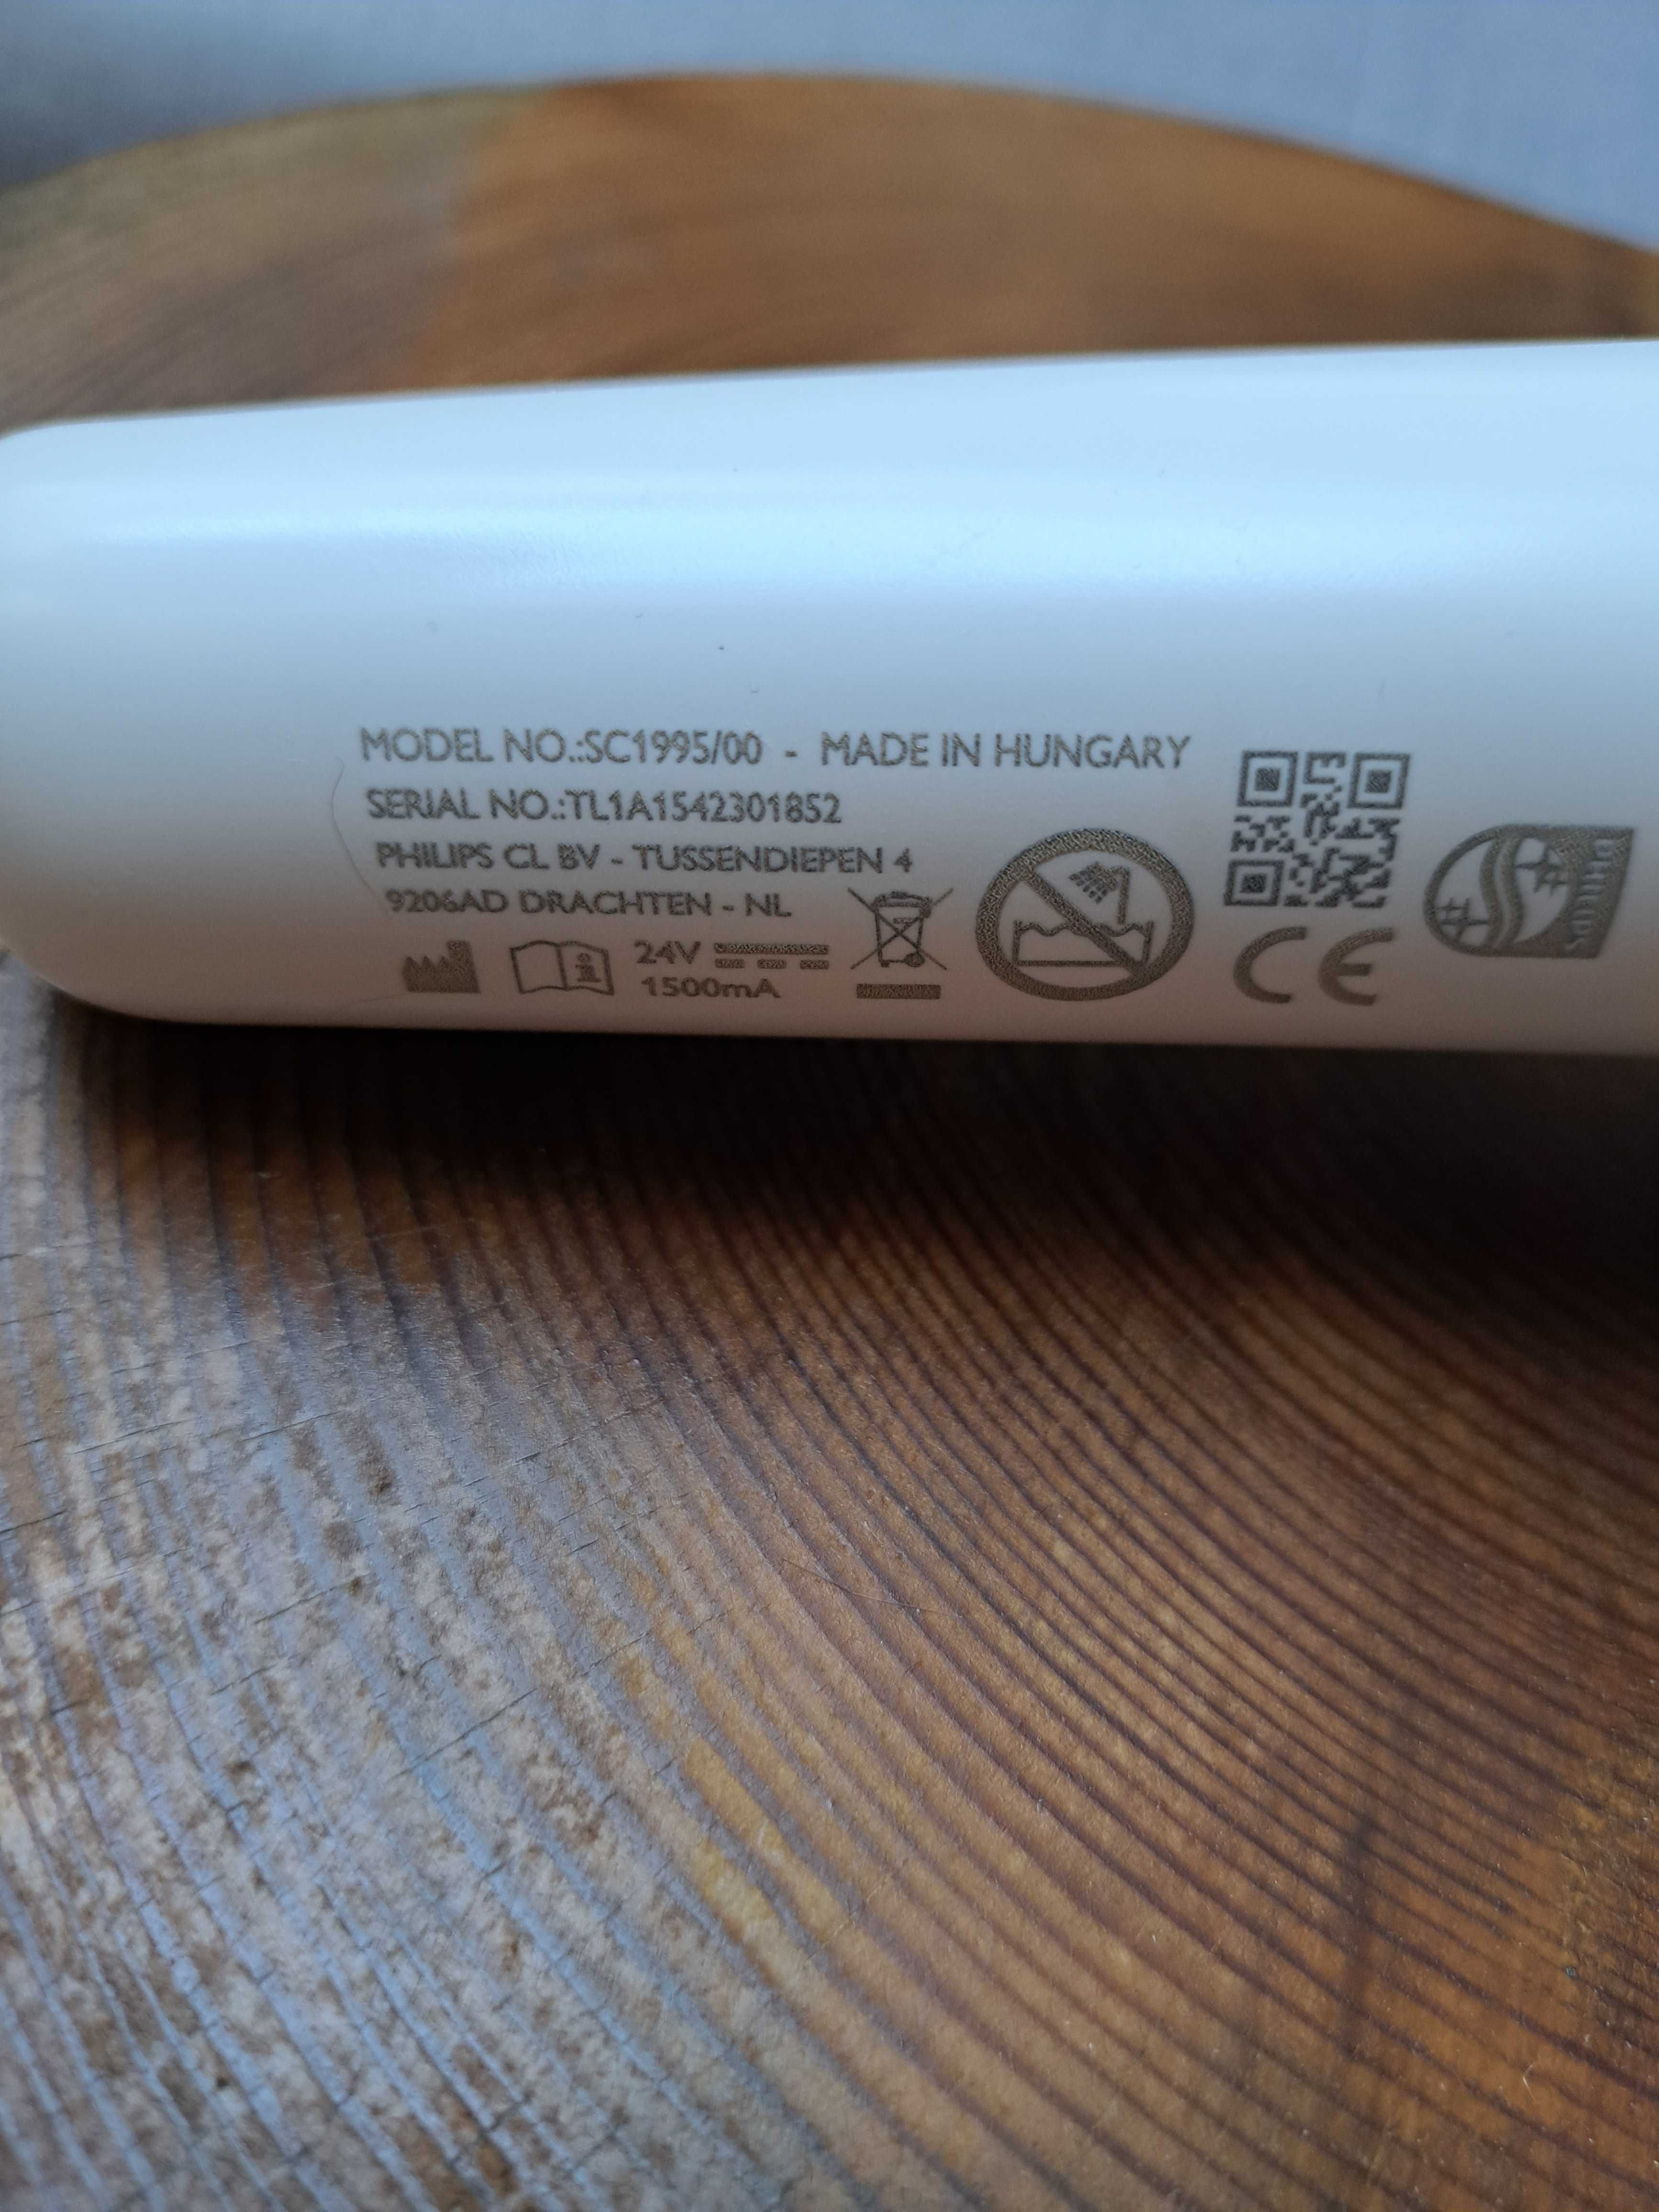 MODEL NO.:SC1995/00 - MADE IN HUNGARY
SERIAL NO.:TL1A1542301852
PHILIPS CL BV - TUSSENDIEPEN 4
9206AD DRACHTEN - NL
24V
1500mA
CE
PHILIPS